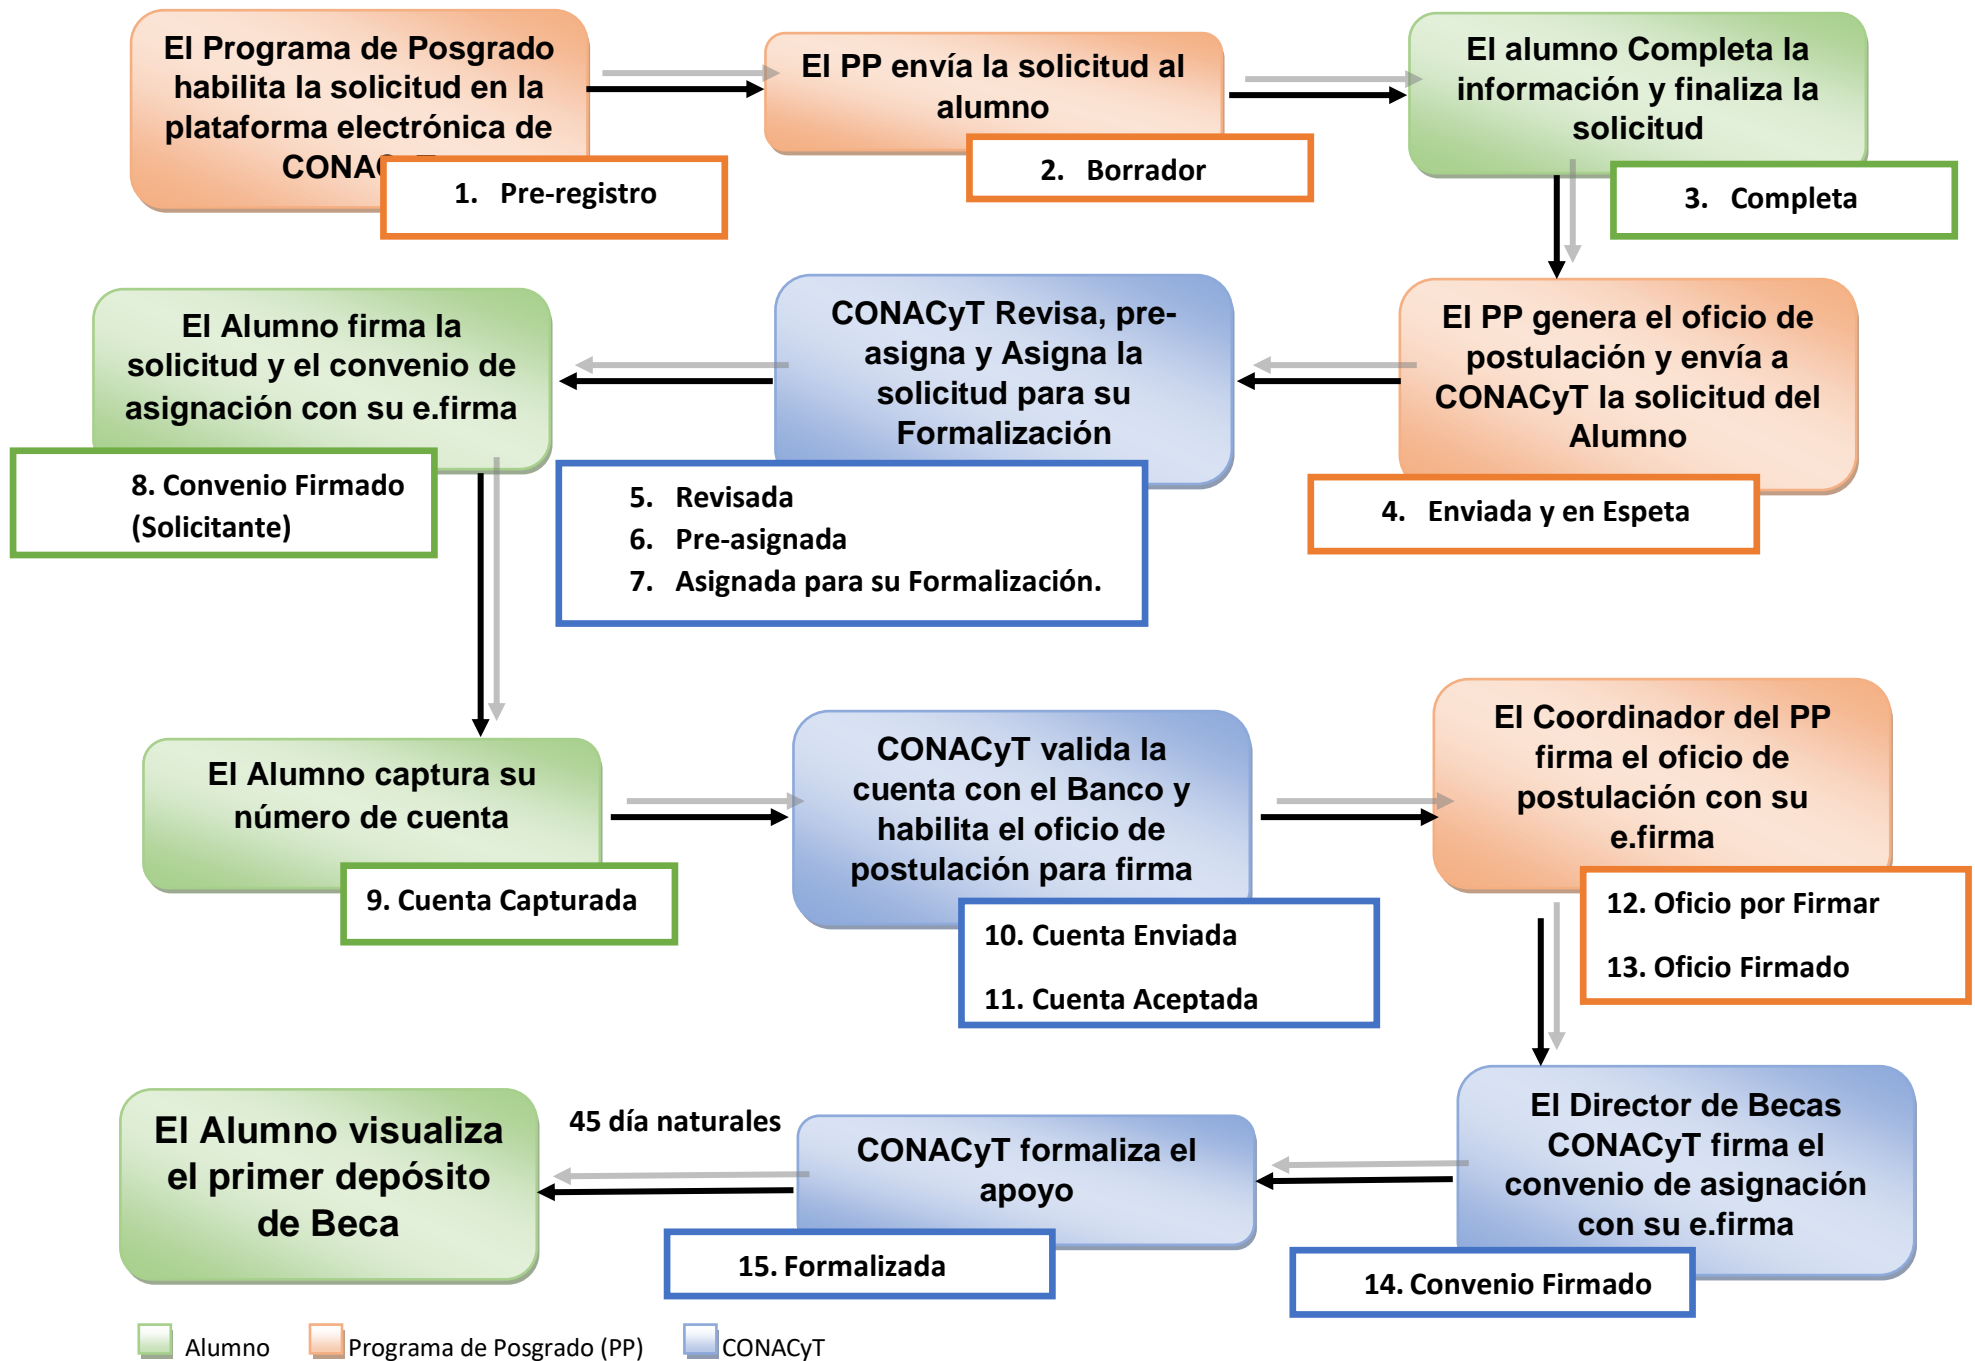 El Programa de Posgrado
habilita la solicitud en la
plataforma electrónica de
CONACyT
1. Pre-registro
El PP envía la solicitud al
alumno
2. Borrador
El alumno Completa la
información y finaliza la
solicitud
3. Completa
El PP genera el oficio de
postulación y envía a
CONACyT la solicitud del
Alumno
4. Enviada y en Espeta
CONACyT Revisa, pre-
asigna y Asigna la
solicitud para su
Formalización
5. Revisada
6. Pre-asignada
7. Asignada para su Formalización.
El Alumno firma la
solicitud y el convenio de
asignación con su e.firma
8. Convenio Firmado
(Solicitante)
El Alumno captura su
número de cuenta
9. Cuenta Capturada
CONACyT valida la
cuenta con el Banco y
habilita el oficio de
postulación para firma
10. Cuenta Enviada
11. Cuenta Aceptada
El Coordinador del PP
firma el oficio de
postulación con su
e.firma
12. Oficio por Firmar
13. Oficio Firmado
El Director de Becas
CONACyT firma el
convenio de asignación
con su e.firma
14. Convenio Firmado
CONACyT formaliza el
apoyo
15. Formalizada
45 día naturales
El Alumno visualiza
el primer depósito
de Beca
Alumno
Programa de Posgrado (PP)
CONACyT